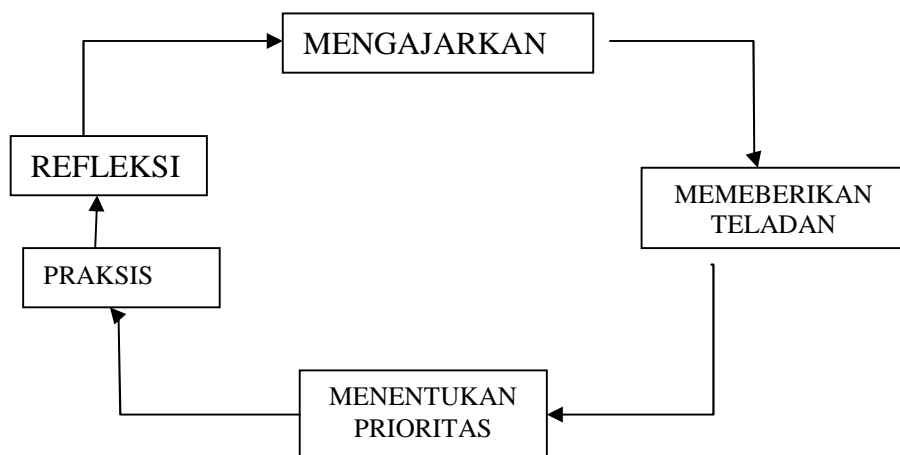 MENGAJARKAN
REFLEKSI
MEMEBERIKAN
TELADAN
PRAKSIS
MENENTUKAN
PRIORITAS